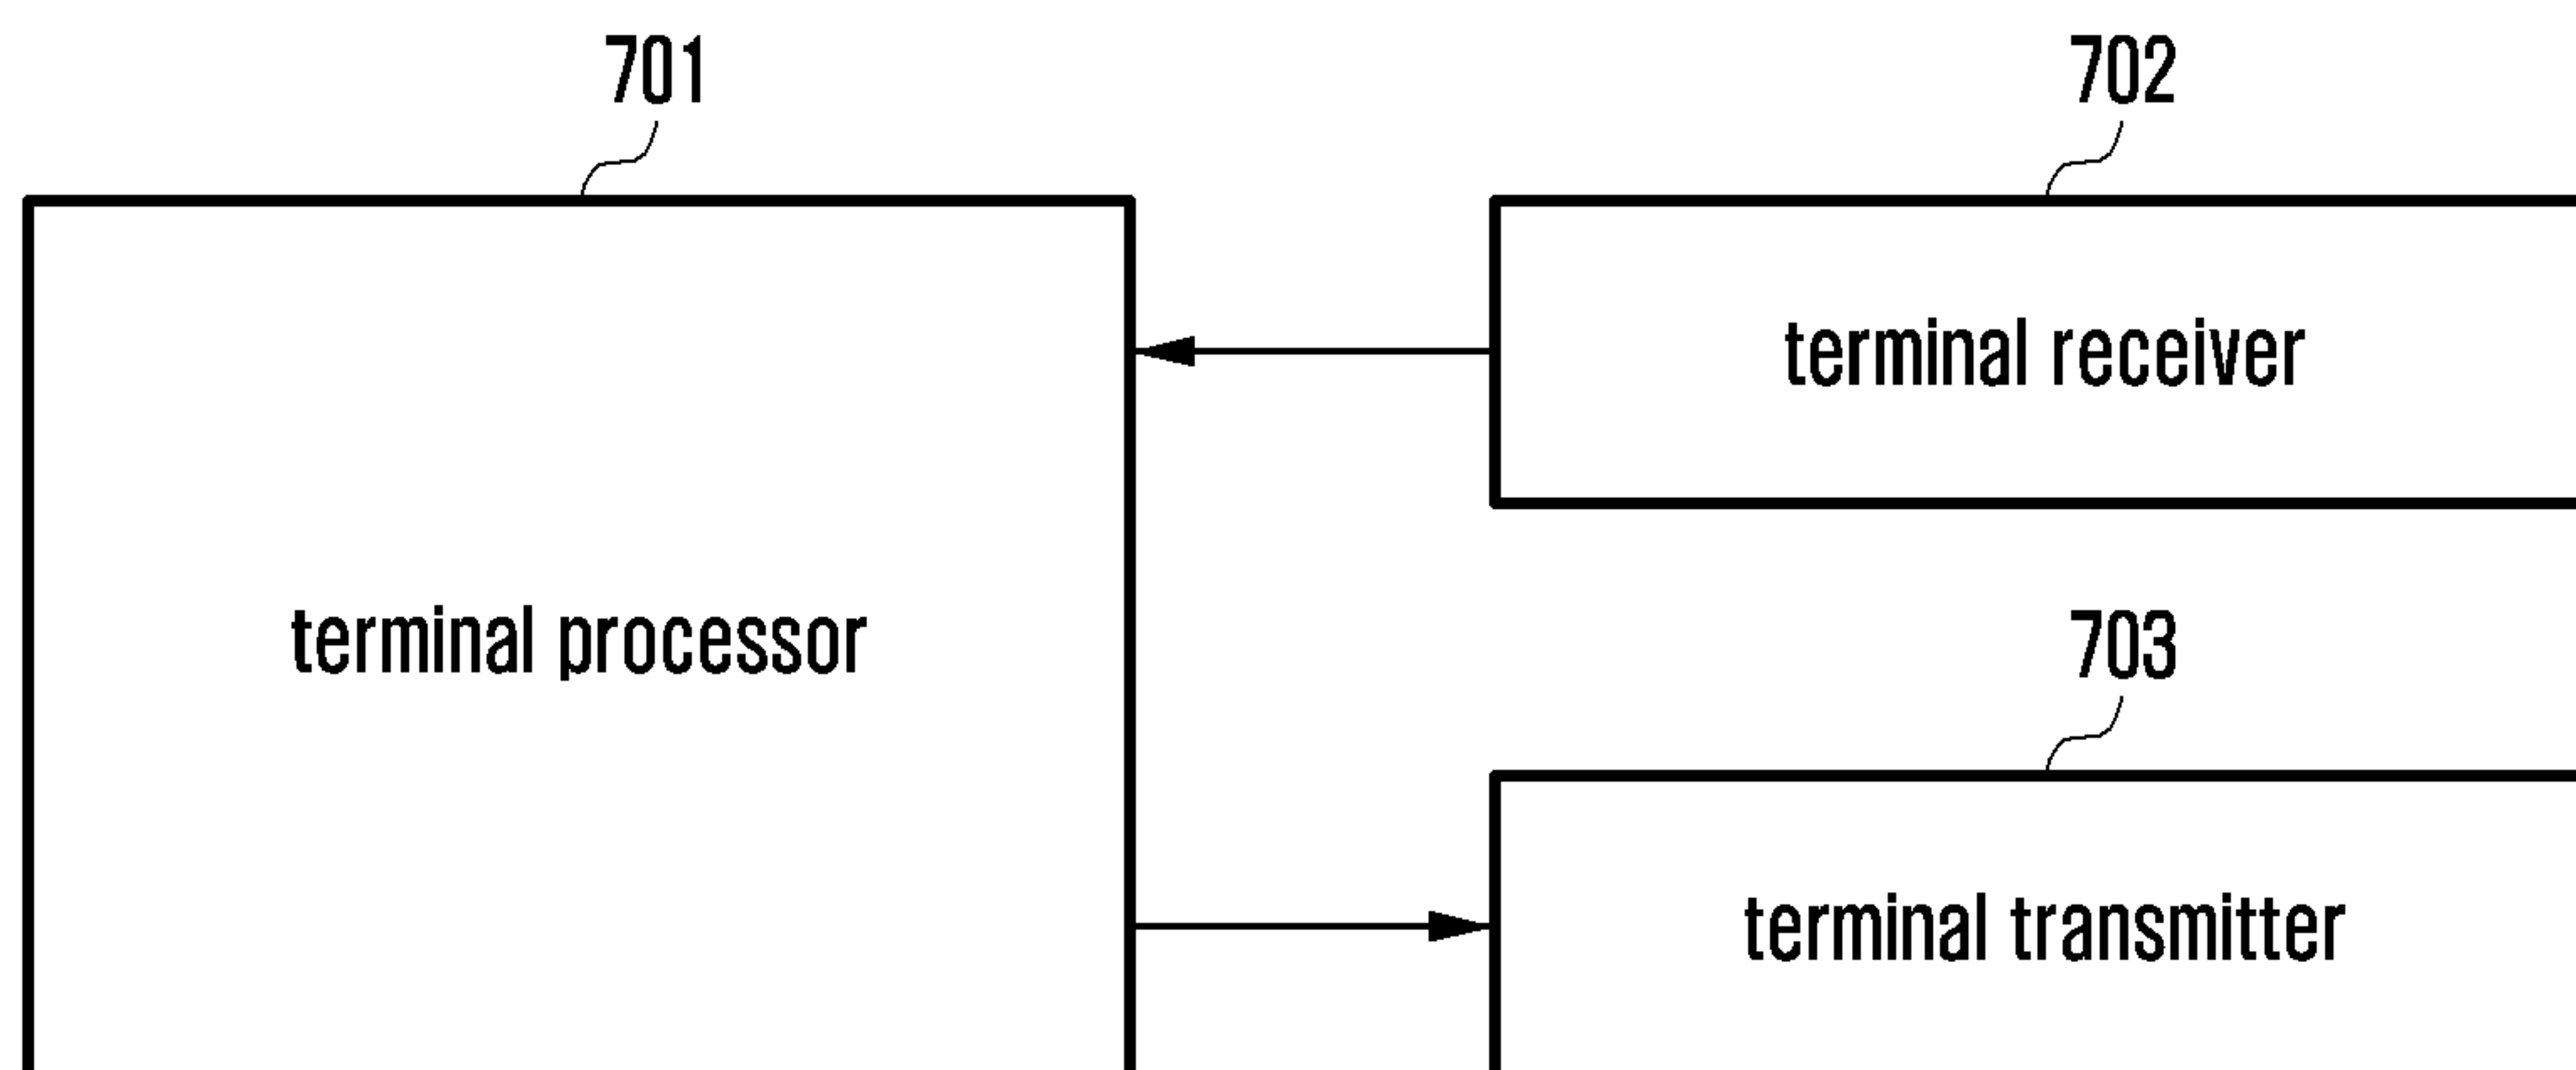 701
702
terminal receiver
terminal processor
703
terminal transmitter